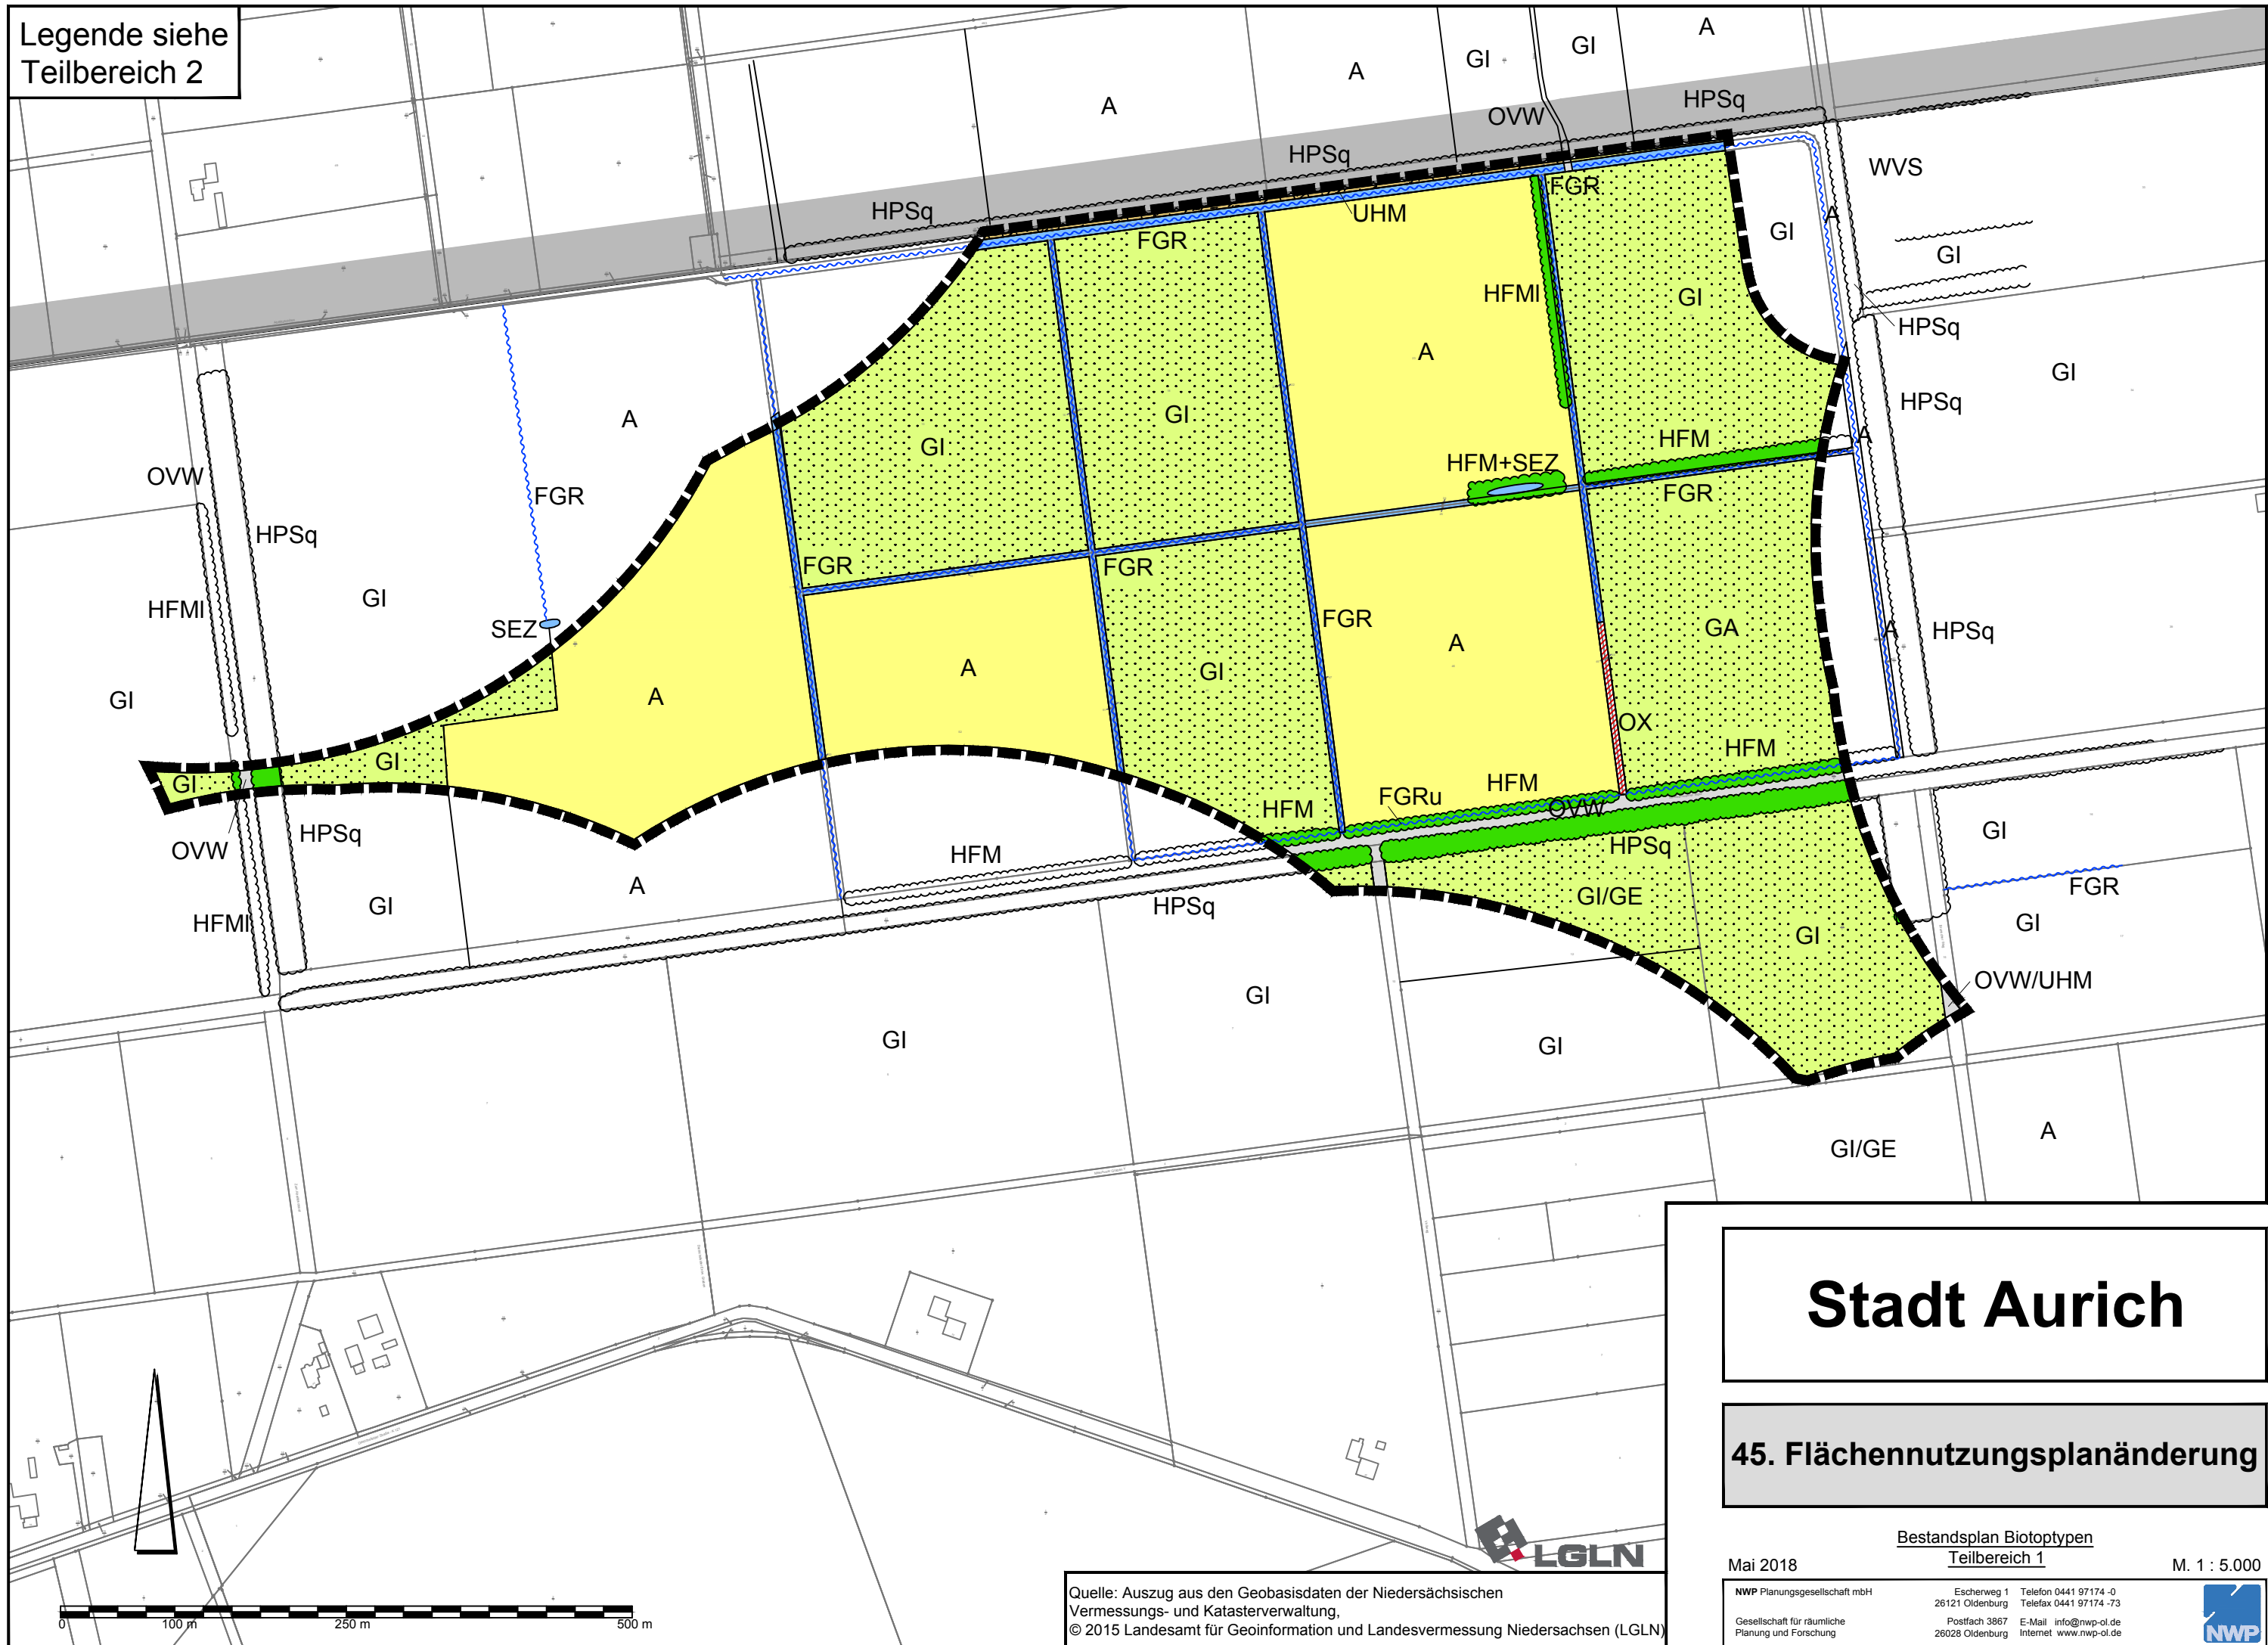 Legende siehe
Teilbereich 2
A
GI
GI
A
A
HPSq
OVW
HPSq
WVS
HPSq
FGR
UHM
FGR
GI
A
GI
HFMl
GI
HPSq
A
GI
HPSq
A
GI
GI
HFM
A
HFM+SEZ
OVW
FGR
FGR
HPSq
FGR
FGR
GI
HFMl
FGR
SEZ
GA
HPSq
A
A
A
A
GI
GI
OX
HFM
GI
GI
HFM
FGRu
HFM
OVW
HPSq
OVW
HPSq
GI
HFM
A
GI
GI/GE
HPSq
FGR
HFMl
GI
GI
OVW/UHM
GI
GI
GI
GI/GE
A
Stadt Aurich
45. Flächennutzungsplanänderung
Bestandsplan Biotoptypen
Teilbereich 1
Mai 2018
M. 1 : 5.000
NWP Planungsgesellschaft mbH
Gesellschaft für räumliche
Planung und Forschung
Escherweg 1
26121 Oldenburg
Postfach 3867
26028 Oldenburg
Telefon 0441 97174 -0
Telefax 0441 97174 -73
E-Mail info@nwp-ol.de
Internet www.nwp-ol.de
NWP
LGLN
Quelle: Auszug aus den Geobasisdaten der Niedersächsischen
Vermessungs- und Katasterverwaltung,
© 2015 Landesamt für Geoinformation und Landesvermessung Niedersachsen (LGLN)
0
100 m
250 m
500 m